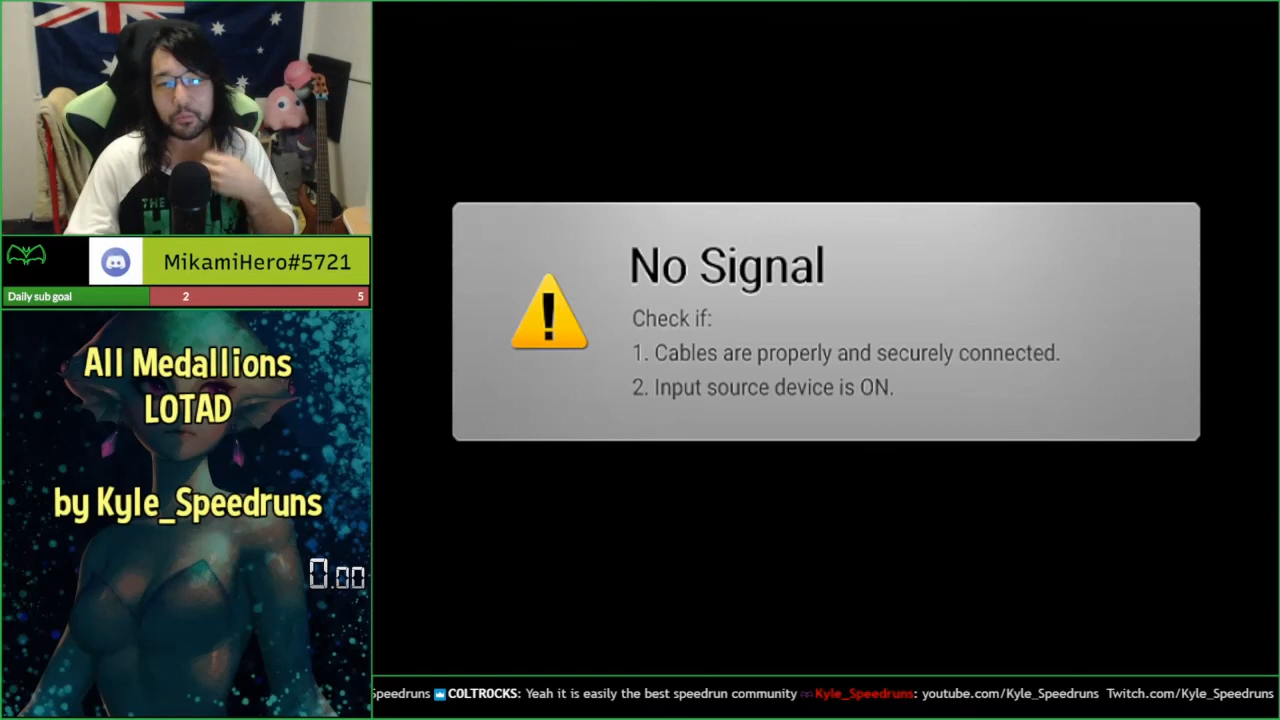 THE
MikamiHero#5721
Daily sub goal 2 5
All Medallions
LOTAD
by Kyle_Speedruns
0.00
No Signal
Check if:
1. Cables are properly and securely connected.
2. Input source device is ON.
Speedruns COLTROCKS: Yeah it is easily the best speedrun community Kyle_Speedruns: youtube.com/Kyle_Speedruns Twitch.com/Kyle_Speedruns